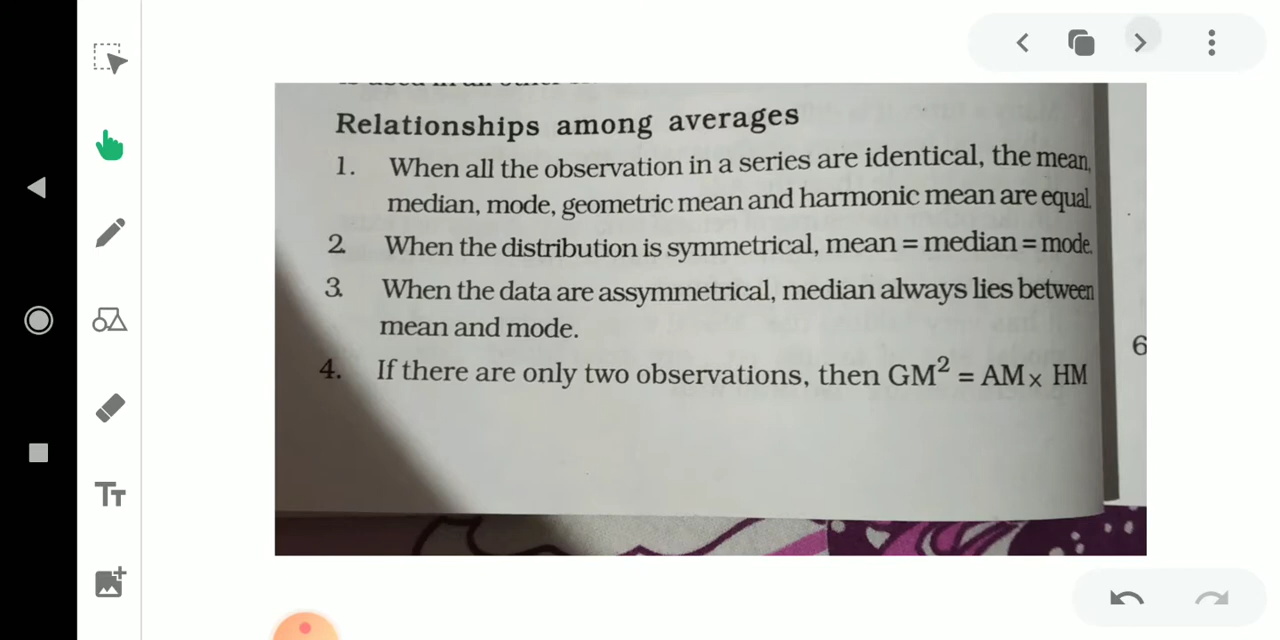 Relationships among averages
1. When all the observation in a series are identical, the mean,
median, mode, geometric mean and harmonic mean are equal.
2. When the distribution is symmetrical, mean = median = mode.
3. When the data are assymmetrical, median always lies between
mean and mode.
6
4. If there are only two observations, then GM² = AM x HM
TT